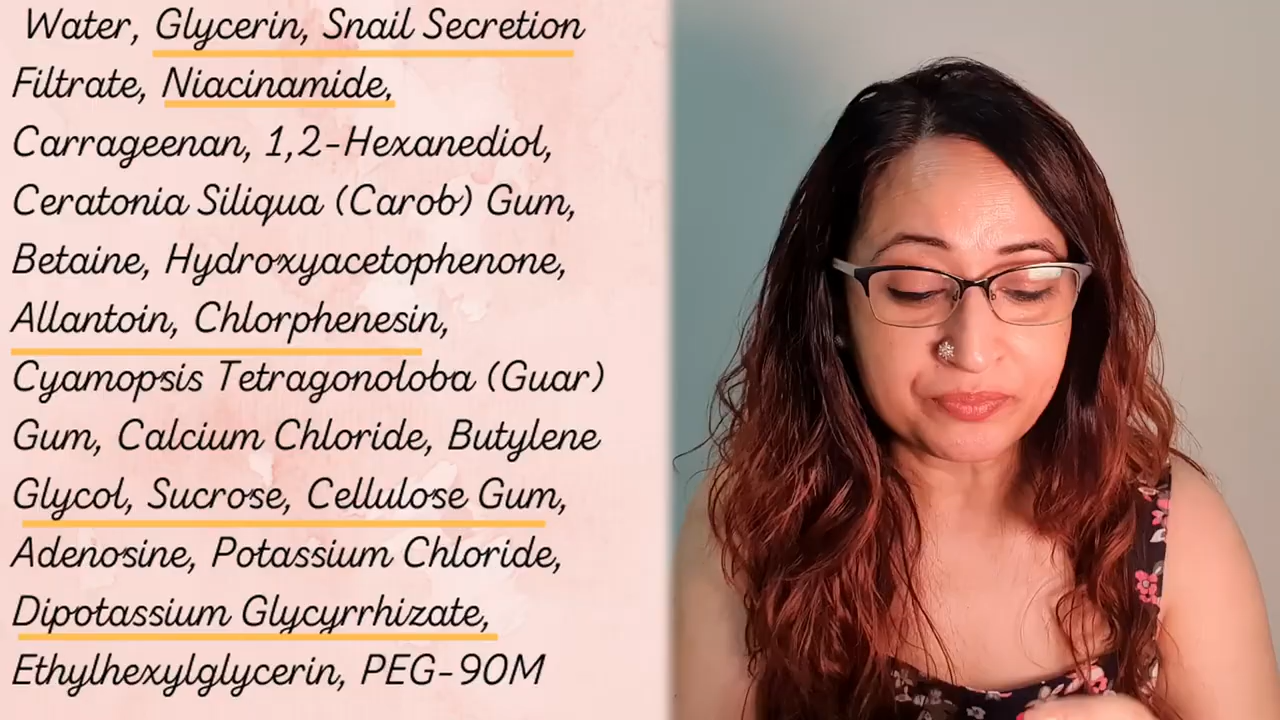 Water, Glycerin, Snail Secretion
Filtrate, Niacinamide,
Carrageenan, 1,2-Hexanediol,
Ceratonia Siliqua (Carob) Gum,
Betaine, Hydroxyacetophenone,
Allantoin, Chlorphenesin,
Cyamopsis Tetragonoloba (Guar)
Gum, Calcium Chloride, Butylene
Glycol, Sucrose, Cellulose Gum,
Adenosine, Potassium Chloride,
Dipotassium Glycyrrhizate,
Ethylhexylglycerin, PEG-90M